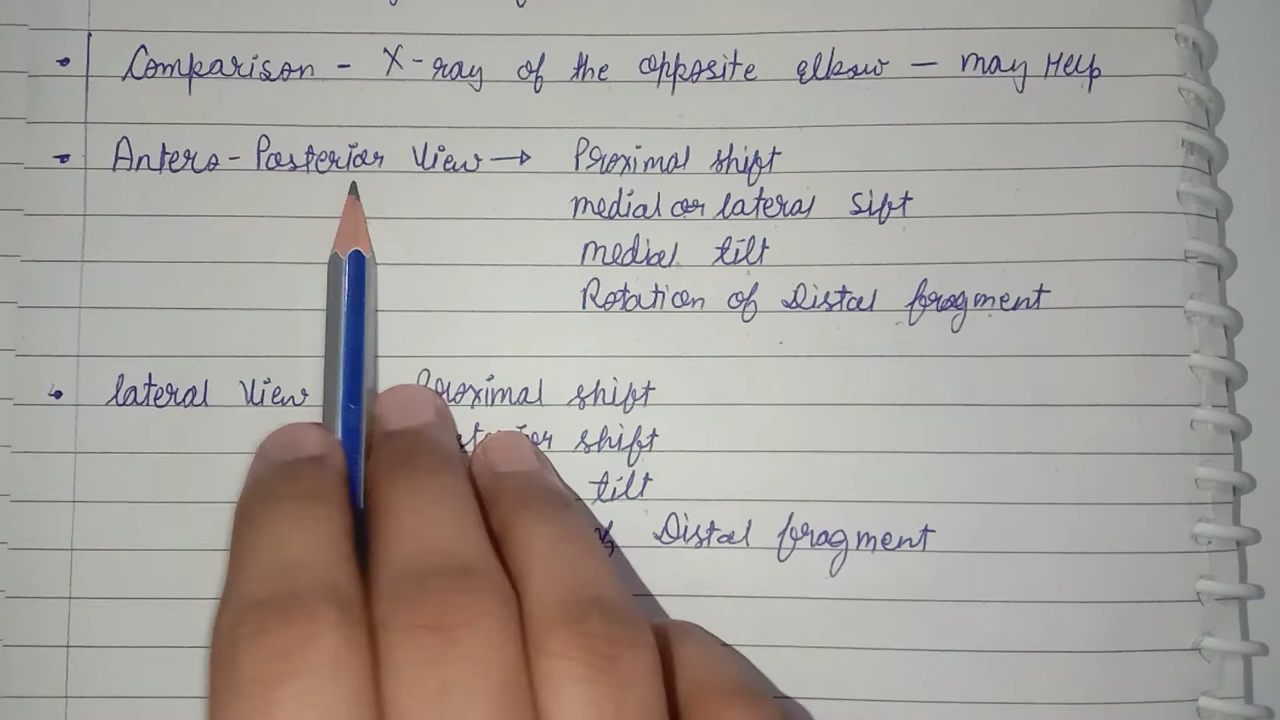 Comparison - X-ray of the opposite elbow - may Help
Antero-Posterior View → Proximal shift
medial or lateral sift
medial tilt
Rotation of Distal fragment
lateral View Proximal shift
shift
tilt
Distal fragment